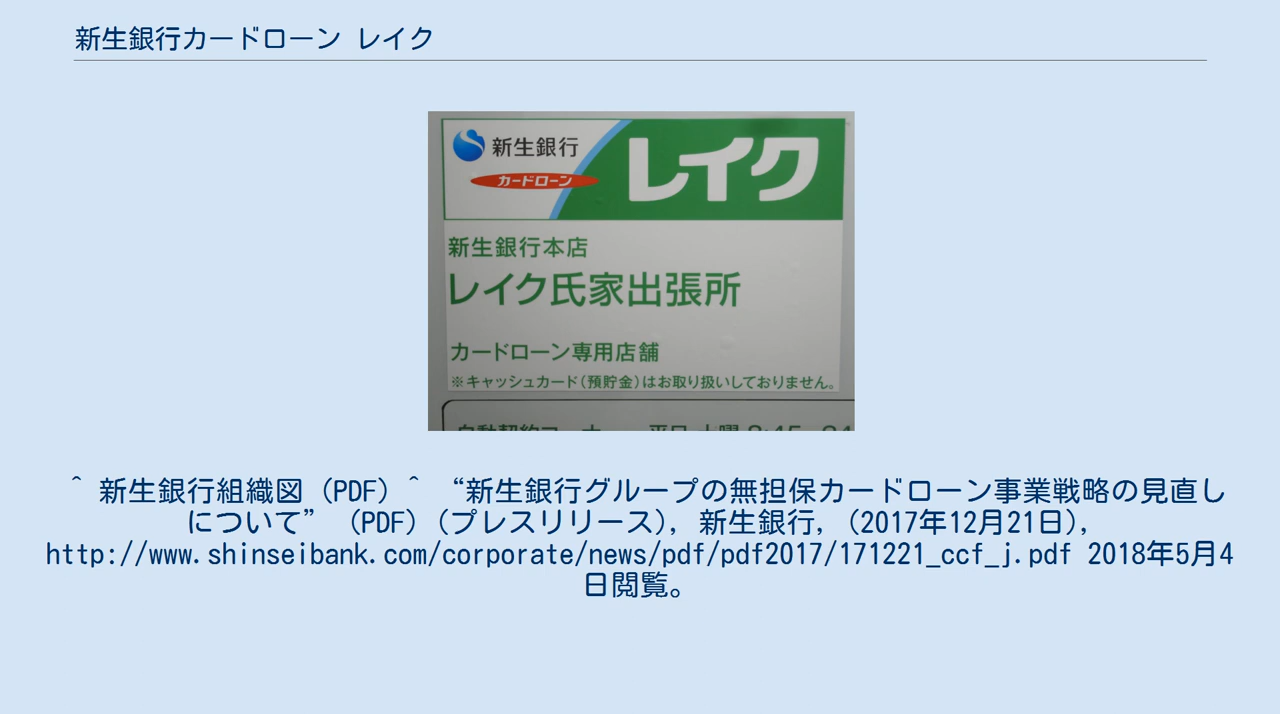 新生銀行カードローン レイク
新生銀行
カードローン
レイク
新生銀行本店
レイク氏家出張所
カードローン専用店舗
※キャッシュカード（預貯金）はお取り扱いしておりません。
^ 新生銀行組織図 (PDF) ^ “新生銀行グループの無担保カードローン事業戦略の見直し
について” (PDF) (プレスリリース), 新生銀行, (2017年12月21日),
http://www.shinseibank.com/corporate/news/pdf/pdf2017/171221_ccf_j.pdf 2018年5月4
日閲覧。